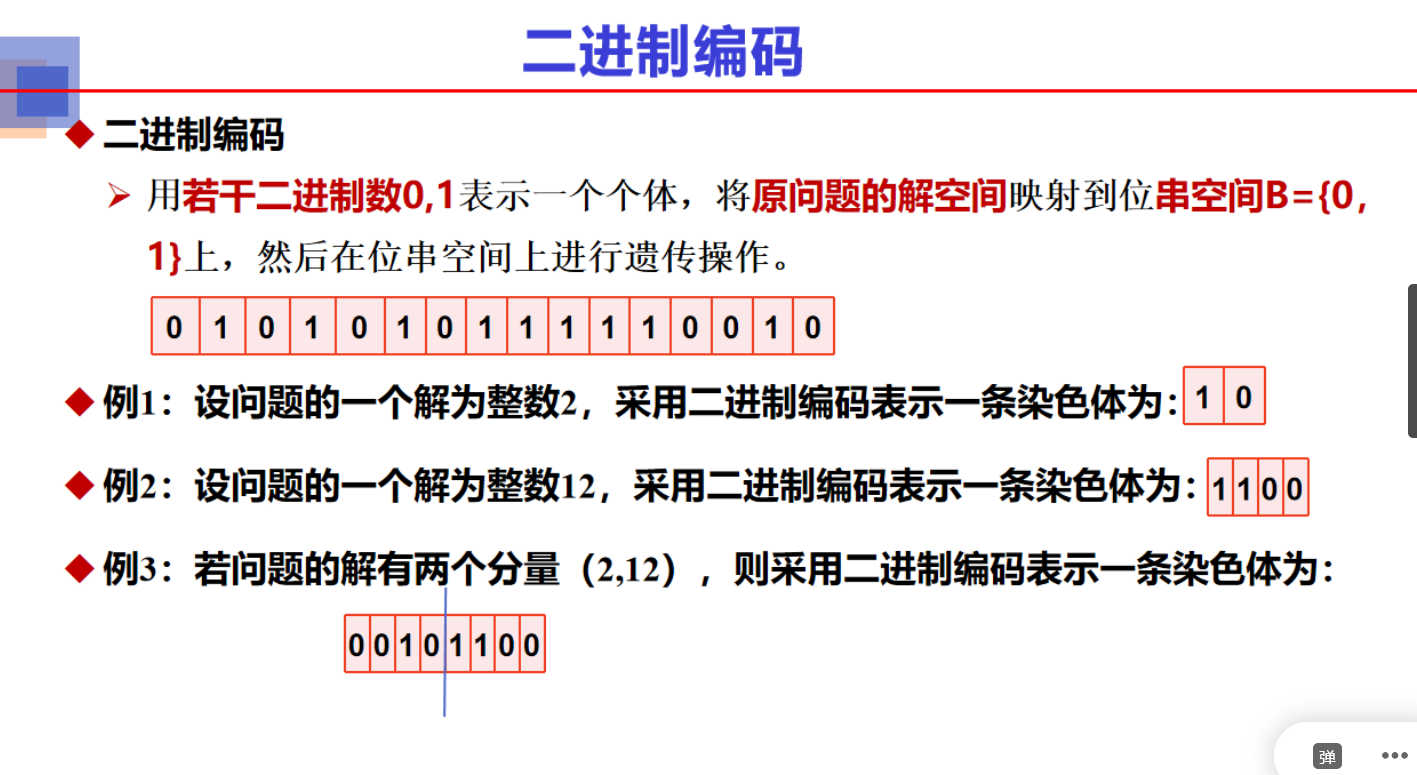 二进制编码
二进制编码
用若干二进制数0,1表示一个个体，将原问题的解空间映射到位串空间B={0,
1}上，然后在位串空间上进行遗传操作。
0 1 0 1 0 1 0 1 1 1 1 1 0 0 1 0
例1：设问题的一个解为整数2，采用二进制编码表示一条染色体为： 1 0
例2：设问题的一个解为整数12，采用二进制编码表示一条染色体为： 1 1 0 0
例3：若问题的解有两个分量（2,12），则采用二进制编码表示一条染色体为：
0 0 1 0 1 1 0 0
弹